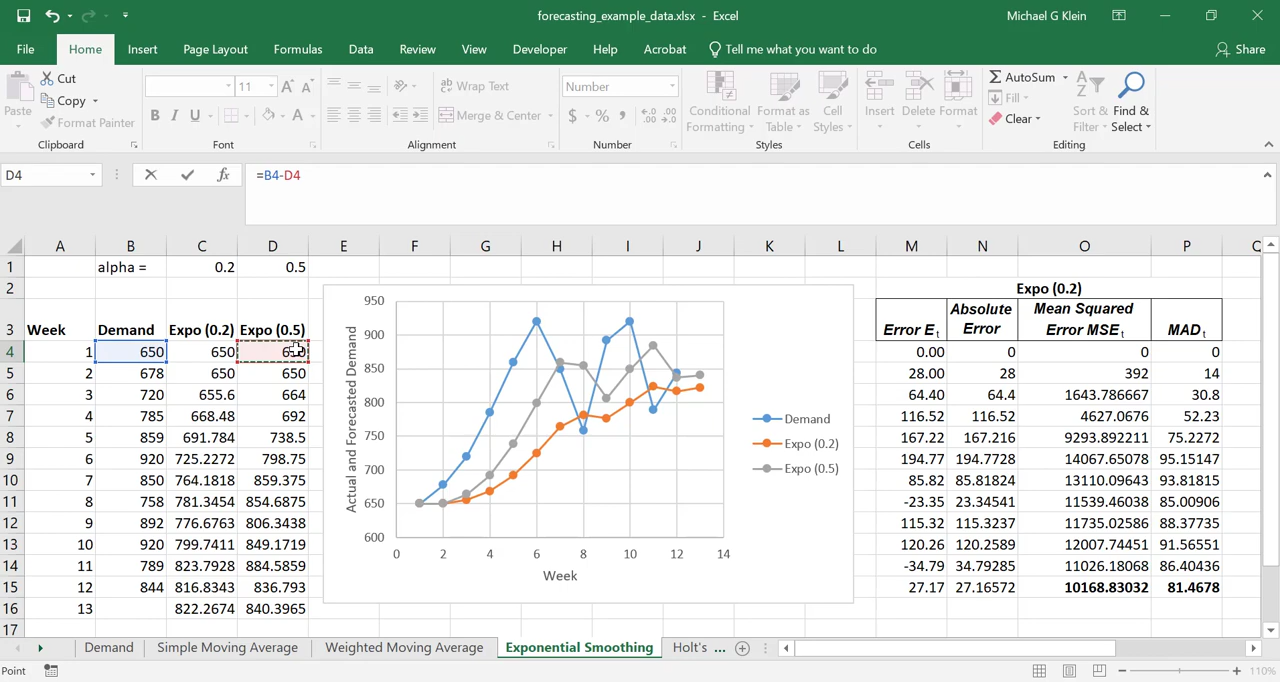 forecasting_example_data.xlsx - Excel
Michael G Klein
File Home Insert Page Layout Formulas Data Review View Developer Help Acrobat Tell me what you want to do Share
Paste Cut Copy Format Painter
Clipboard
11
B I U
Font
Wrap Text
Merge & Center
Alignment
Number
$ % ,
Number
Conditional Formatting Format as Table Cell Styles
Styles
Insert Delete Format
Cells
AutoSum Fill Clear Sort & Filter Find & Select
Editing
D4 fx =B4-D4
A B C D E F G H I J K L M N O P Q
1 alpha = 0.2 0.5
2 Expo (0.2)
3 Week Demand Expo (0.2) Expo (0.5) Error Et Absolute Error Mean Squared Error MSEt MADt
4 1 650 650 650 0.00 0 0 0
5 2 678 650 650 28.00 28 392 14
6 3 720 655.6 664 64.40 64.4 1643.786667 30.8
7 4 785 668.48 692 116.52 116.52 4627.0676 52.23
8 5 859 691.784 738.5 167.22 167.216 9293.892211 75.2272
9 6 920 725.2272 798.75 194.77 194.7728 14067.65078 95.15147
10 7 850 764.1818 859.375 85.82 85.81824 13110.09643 93.81815
11 8 758 781.3454 854.6875 -23.35 23.34541 11539.46038 85.00906
12 9 892 776.6763 806.3438 115.32 115.3237 11735.02586 88.37735
13 10 920 799.7411 849.1719 120.26 120.2589 12007.74451 91.56551
14 11 789 823.7928 884.5859 -34.79 34.79285 11026.18068 86.40436
15 12 844 816.8343 836.793 27.17 27.16572 10168.83032 81.4678
16 13 822.2674 840.3965
17
Actual and Forecasted Demand
950
900
850
800
750
700
650
600
0 2 4 6 8 10 12 14
Week
Demand
Expo (0.2)
Expo (0.5)
Demand Simple Moving Average Weighted Moving Average Exponential Smoothing Holt's ...
Point 110%